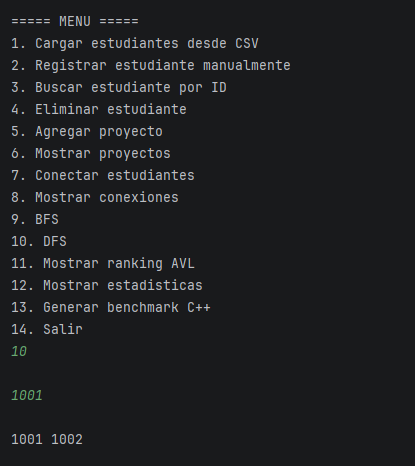 ===== MENU =====
1. Cargar estudiantes desde CSV
2. Registrar estudiante manualmente
3. Buscar estudiante por ID
4. Eliminar estudiante
5. Agregar proyecto
6. Mostrar proyectos
7. Conectar estudiantes
8. Mostrar conexiones
9. BFS
10. DFS
11. Mostrar ranking AVL
12. Mostrar estadisticas
13. Generar benchmark C++
14. Salir
10
1001
1001 1002